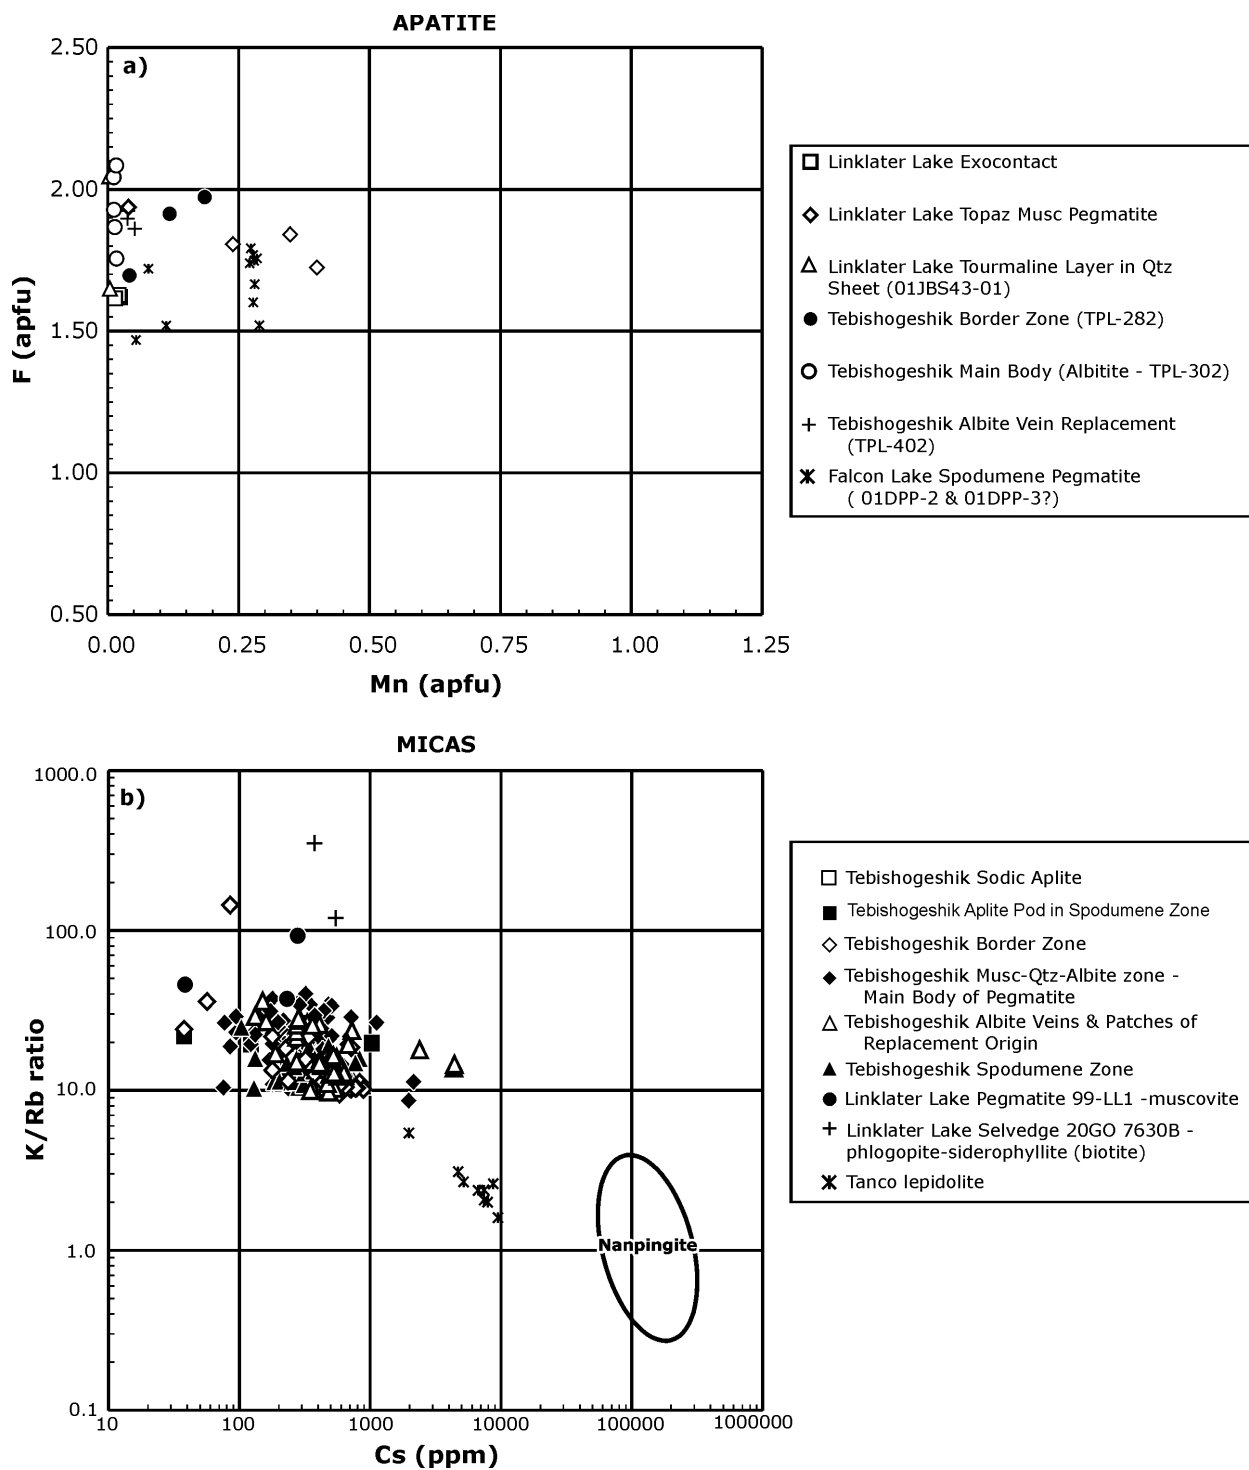 APATITE
a)
2.50
2.00
1.50
1.00
0.50
F (apfu)
0.00 0.25 0.50 0.75 1.00 1.25
Mn (apfu)
Linklater Lake Exocontact
Linklater Lake Topaz Musc Pegmatite
Linklater Lake Tourmaline Layer in Qtz
Sheet (01JBS43-01)
Tebishogeshik Border Zone (TPL-282)
Tebishogeshik Main Body (Albitite - TPL-302)
Tebishogeshik Albite Vein Replacement
(TPL-402)
Falcon Lake Spodumene Pegmatite
( 01DPP-2 & 01DPP-3?)
MICAS
b)
1000.0
100.0
10.0
1.0
0.1
K/Rb ratio
Nanpingite
10 100 1000 10000 100000 1000000
Cs (ppm)
Tebishogeshik Sodic Aplite
Tebishogeshik Aplite Pod in Spodumene Zone
Tebishogeshik Border Zone
Tebishogeshik Musc-Qtz-Albite zone -
Main Body of Pegmatite
Tebishogeshik Albite Veins & Patches of
Replacement Origin
Tebishogeshik Spodumene Zone
Linklater Lake Pegmatite 99-LL1 -muscovite
Linklater Lake Selvedge 20GO 7630B -
phlogopite-siderophyllite (biotite)
Tanco lepidolite